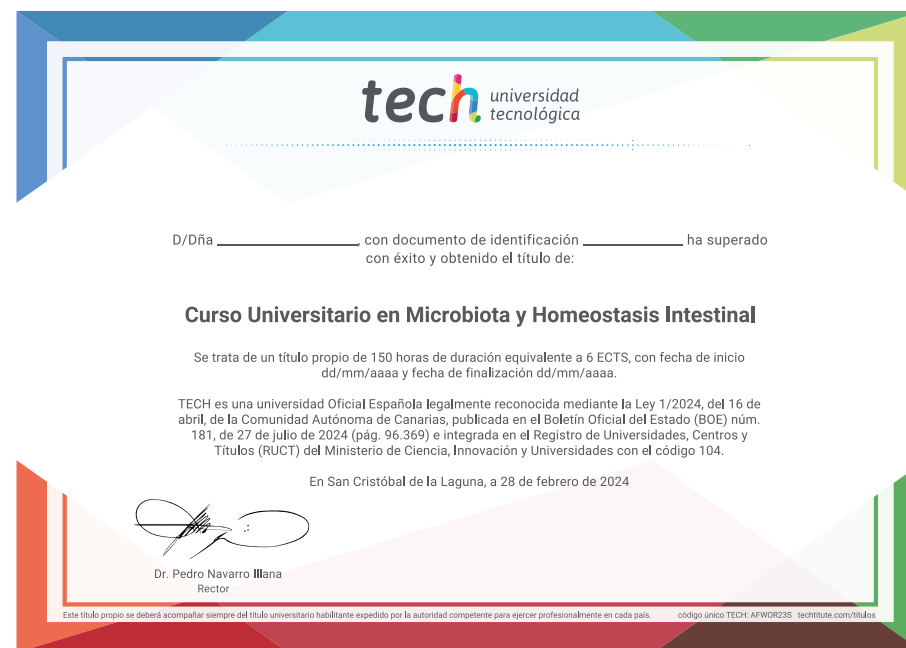 tech universidad
tecnológica
D/Dña ____________________, con documento de identificación ______________ ha superado
con éxito y obtenido el título de:
Curso Universitario en Microbiota y Homeostasis Intestinal
Se trata de un título propio de 150 horas de duración equivalente a 6 ECTS, con fecha de inicio
dd/mm/aaaa y fecha de finalización dd/mm/aaaa.
TECH es una universidad Oficial Española legalmente reconocida mediante la Ley 1/2024, del 16 de
abril, de la Comunidad Autónoma de Canarias, publicada en el Boletín Oficial del Estado (BOE) núm.
181, de 27 de julio de 2024 (pág. 96.369) e integrada en el Registro de Universidades, Centros y
Títulos (RUCT) del Ministerio de Ciencia, Innovación y Universidades con el código 104.
En San Cristóbal de la Laguna, a 28 de febrero de 2024
Dr. Pedro Navarro Illana
Rector
Este título propio se deberá acompañar siempre del título universitario habilitante expedido por la autoridad competente para ejercer profesionalmente en cada país. código único TECH: AFWOR23S techtitute.com/titulos